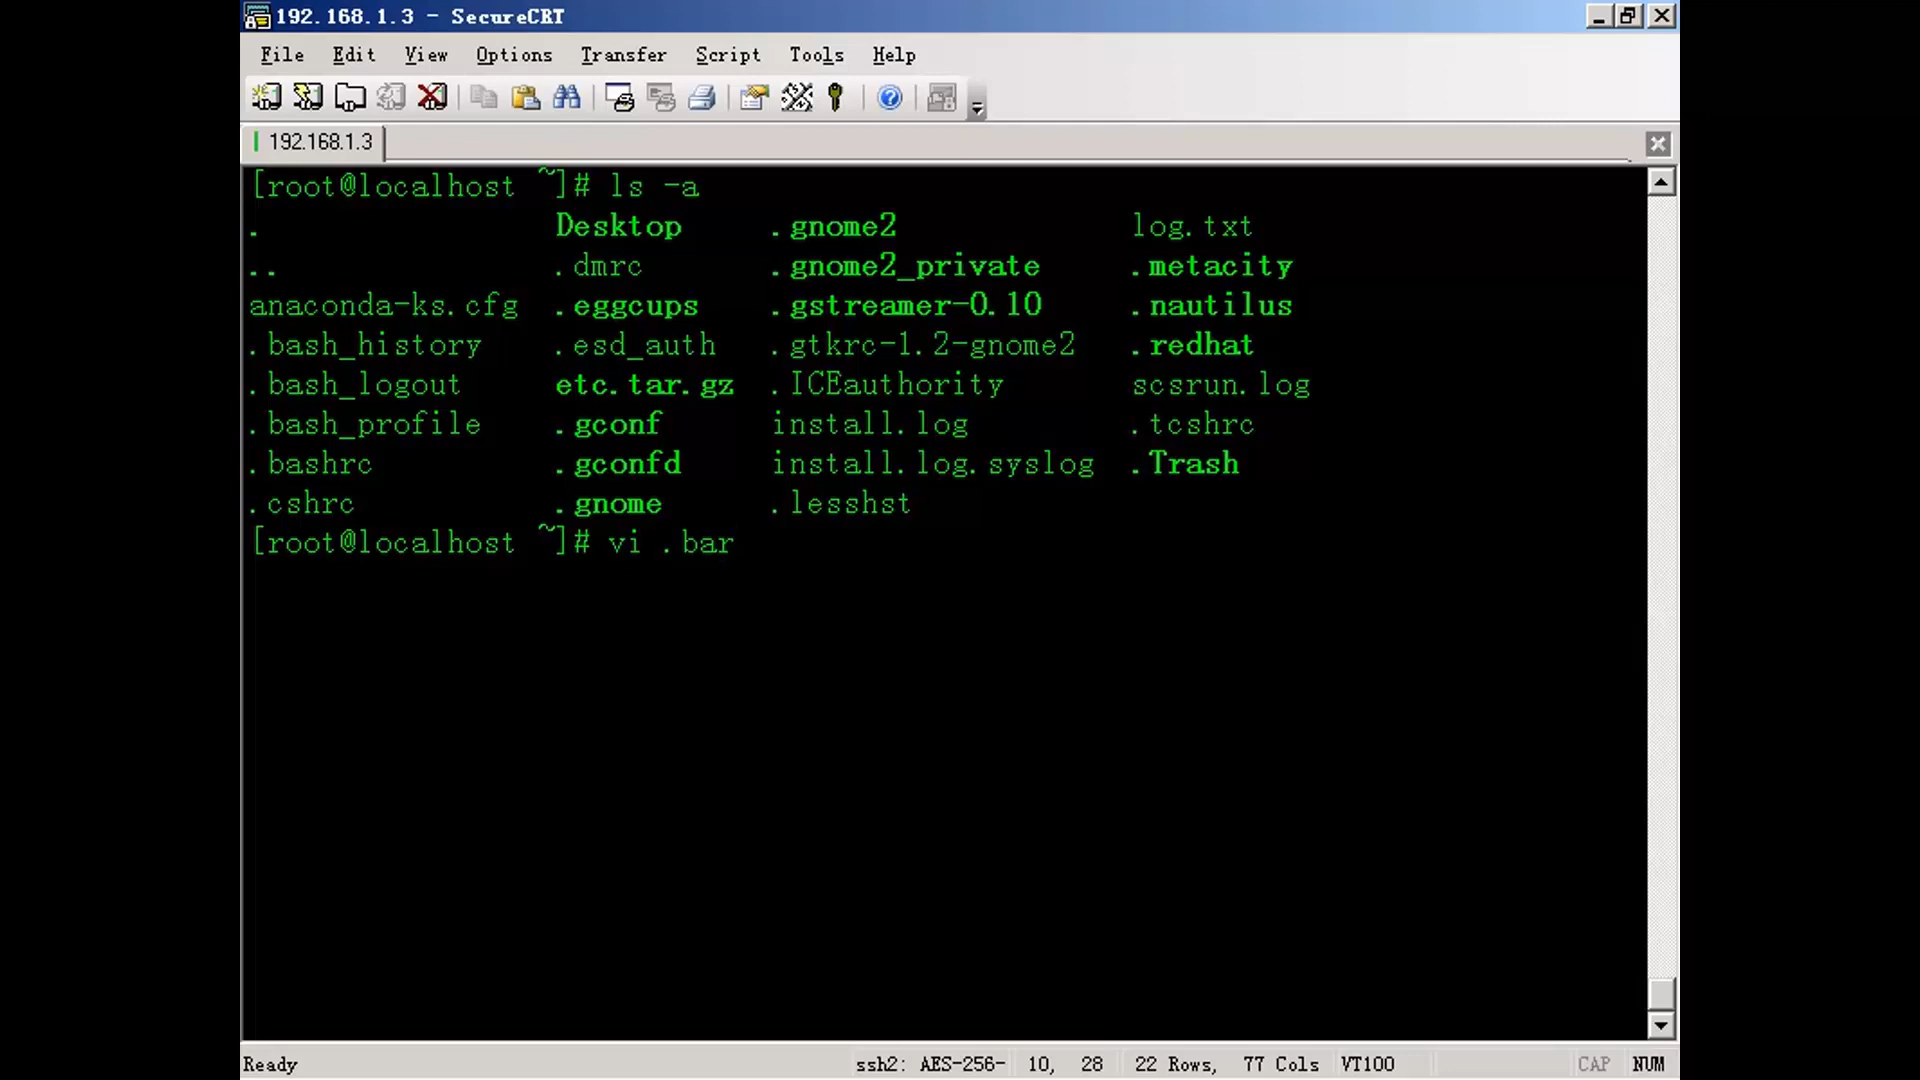 192.168.1.3 - SecureCRT
File Edit View Options Transfer Script Tools Help
192.168.1.3
[root@localhost ~]# ls -a
. Desktop .gnome2 log.txt
.. .dmrc .gnome2_private .metacity
anaconda-ks.cfg .eggcups .gstreamer-0.10 .nautilus
.bash_history .esd_auth .gtkrc-1.2-gnome2 .redhat
.bash_logout etc.tar.gz .ICEauthority scsrun.log
.bash_profile .gconf install.log .tcshrc
.bashrc .gconfd install.log.syslog .Trash
.cshrc .gnome .lesshst
[root@localhost ~]# vi .bar
Ready ssh2: AES-256- 10, 28 22 Rows, 77 Cols VT100 CAP NUM